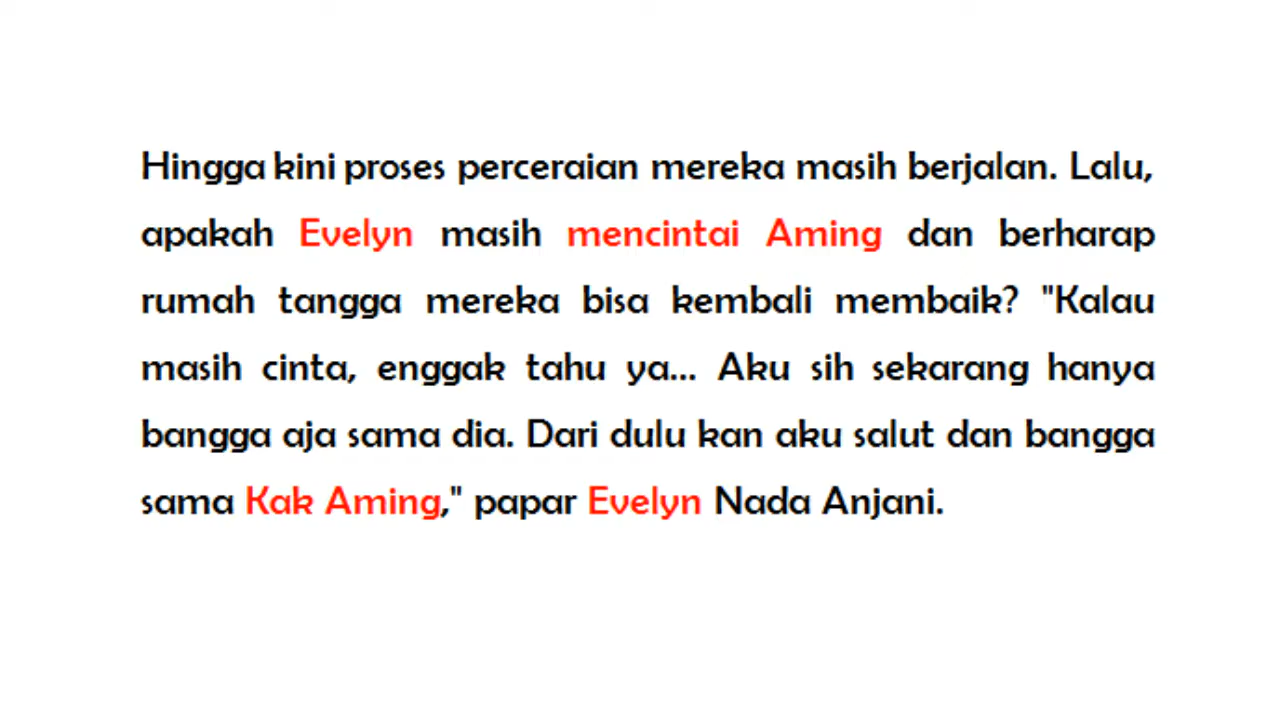 Hingga kini proses perceraian mereka masih berjalan. Lalu,
apakah Evelyn masih mencintai Aming dan berharap
rumah tangga mereka bisa kembali membaik? "Kalau
masih cinta, enggak tahu ya... Aku sih sekarang hanya
bangga aja sama dia. Dari dulu kan aku salut dan bangga
sama Kak Aming," papar Evelyn Nada Anjani.